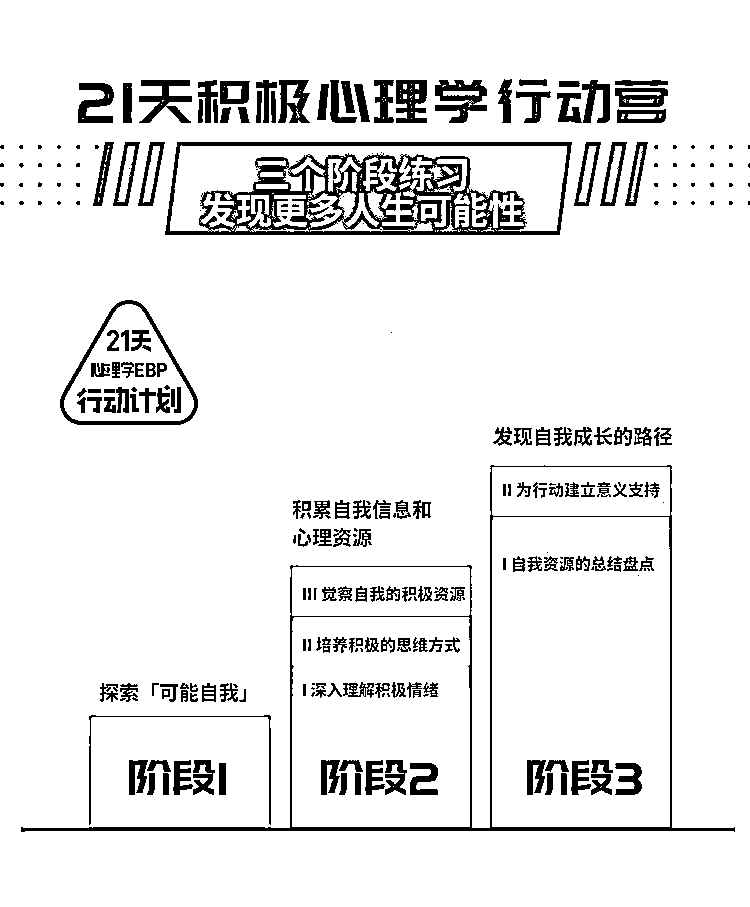 21天积极心理学行动营
三个阶段练习
发现更多人生可能性
21天
心理学EBP
行动计划
探索「可能自我」
阶段1
积累自我信息和
心理资源
III 觉察自我的积极资源
II 培养积极的思维方式
I 深入理解积极情绪
阶段2
发现自我成长的路径
II 为行动建立意义支持
I 自我资源的总结盘点
阶段3